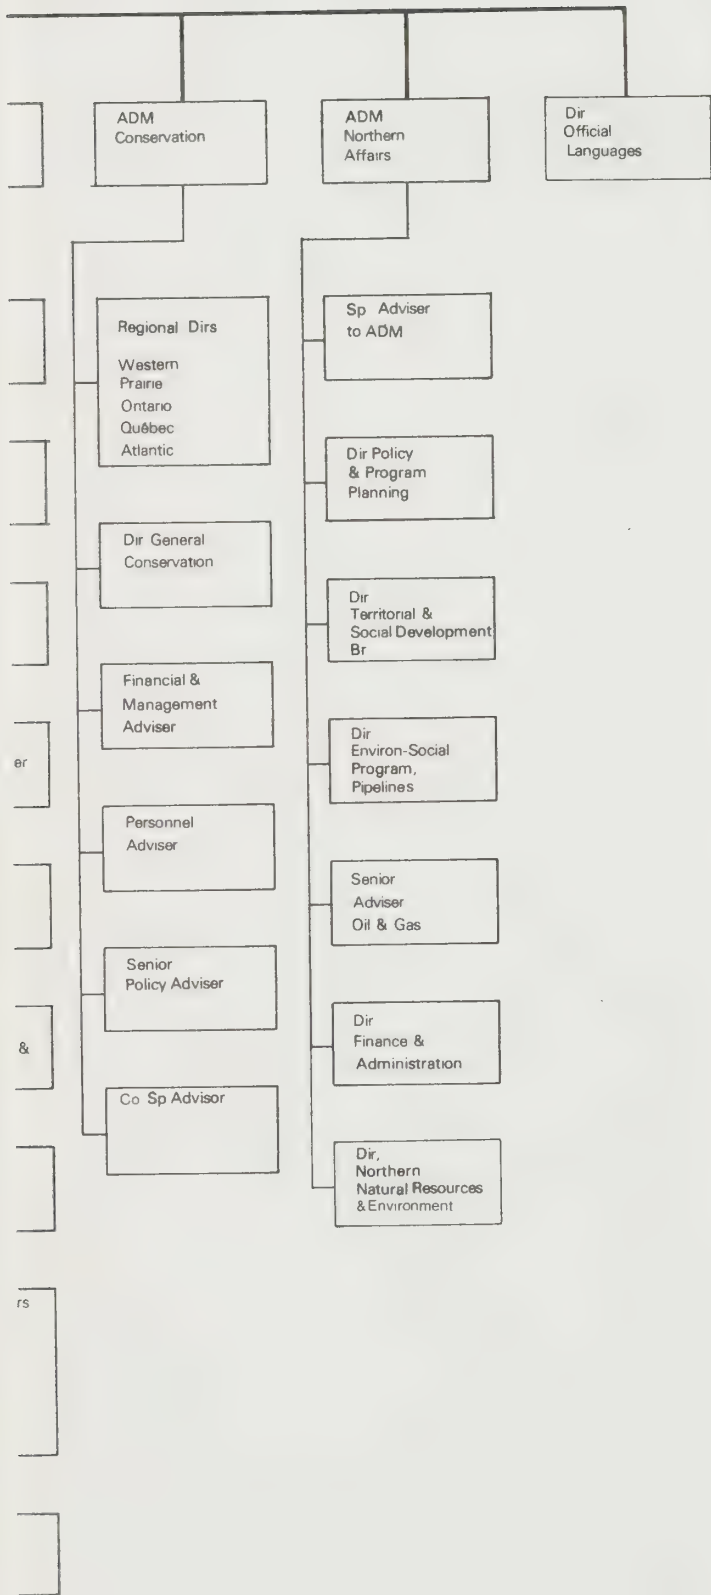 ADM
Conservation
ADM
Northern
Affairs
Dir
Official
Languages
Regional Dirs
Western
Prairie
Ontario
Québec
Atlantic
Dir General
Conservation
Financial &
Management
Adviser
Personnel
Adviser
Senior
Policy Adviser
Co Sp Advisor
Sp Adviser
to ADM
Dir Policy
& Program
Planning
Dir
Territorial &
Social Development
Br
Dir
Environ-Social
Program,
Pipelines
Senior
Adviser
Oil & Gas
Dir
Finance &
Administration
Dir,
Northern
Natural Resources
& Environment
er
&
rs